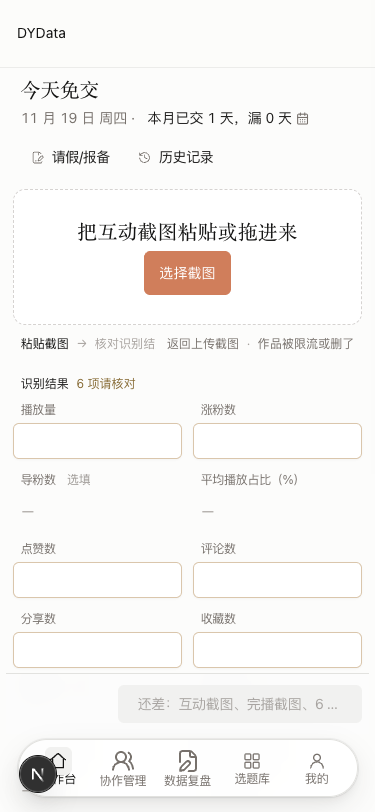 DYData
今天免交
11 月 19 日 周四 · 本月已交 1 天，漏 0 天
请假/报备 历史记录
把互动截图粘贴或拖进来
选择截图
粘贴截图 → 核对识别结 返回上传截图 · 作品被限流或删了
识别结果 6 项请核对
播放量 涨粉数
导粉数 选填 平均播放占比（%）
— —
点赞数 评论数
分享数 收藏数
还差：互动截图、完播截图、6 ...
N
作台 协作管理 数据复盘 选题库 我的